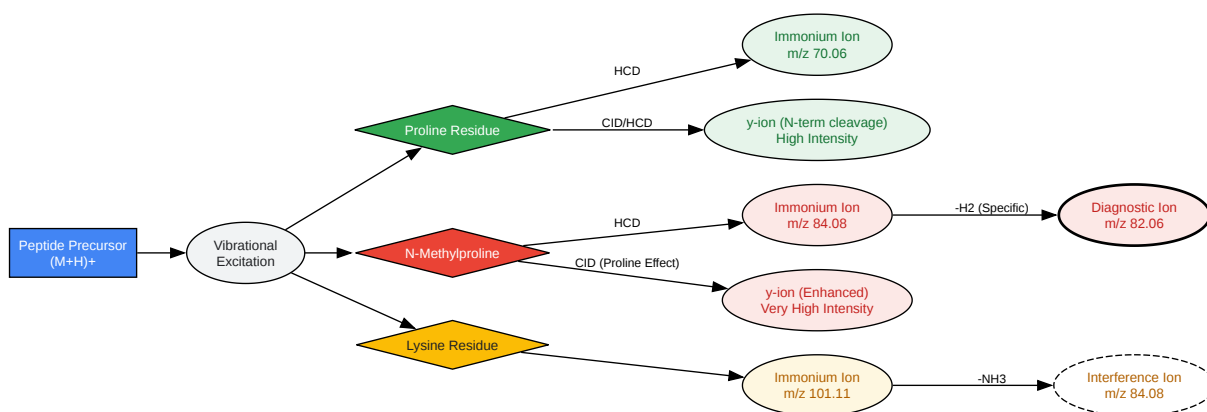 Immonium Ion
m/z 70.06
HCD
Proline Residue
CID/HCD
y-ion (N-term cleavage)
High Intensity
Immonium Ion
m/z 84.08
-H2 (Specific)
Diagnostic Ion
m/z 82.06
HCD
Peptide Precursor
(M+H)+
Vibrational
Excitation
N-Methylproline
CID (Proline Effect)
y-ion (Enhanced)
Very High Intensity
Lysine Residue
Immonium Ion
m/z 101.11
-NH3
Interference Ion
m/z 84.08